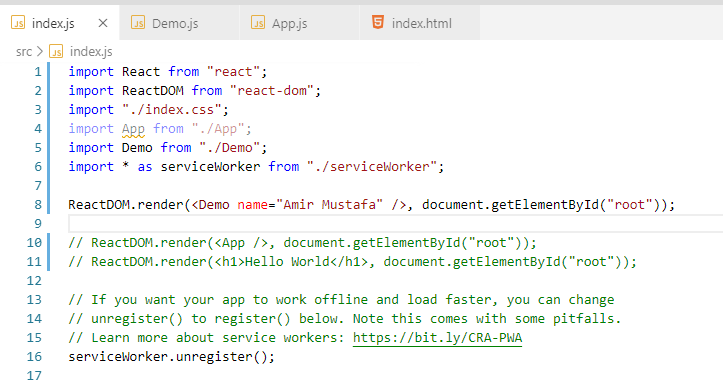 index.js Demo.js App.js index.html
src > index.js
1 import React from "react";
2 import ReactDOM from "react-dom";
3 import "./index.css";
4 import App from "./App";
5 import Demo from "./Demo";
6 import * as serviceWorker from "./serviceWorker";
7
8 ReactDOM.render(<Demo name="Amir Mustafa" />, document.getElementById("root"));
9
10 // ReactDOM.render(<App />, document.getElementById("root"));
11 // ReactDOM.render(<h1>Hello World</h1>, document.getElementById("root"));
12
13 // If you want your app to work offline and load faster, you can change
14 // unregister() to register() below. Note this comes with some pitfalls.
15 // Learn more about service workers: https://bit.ly/CRA-PWA
16 serviceWorker.unregister();
17